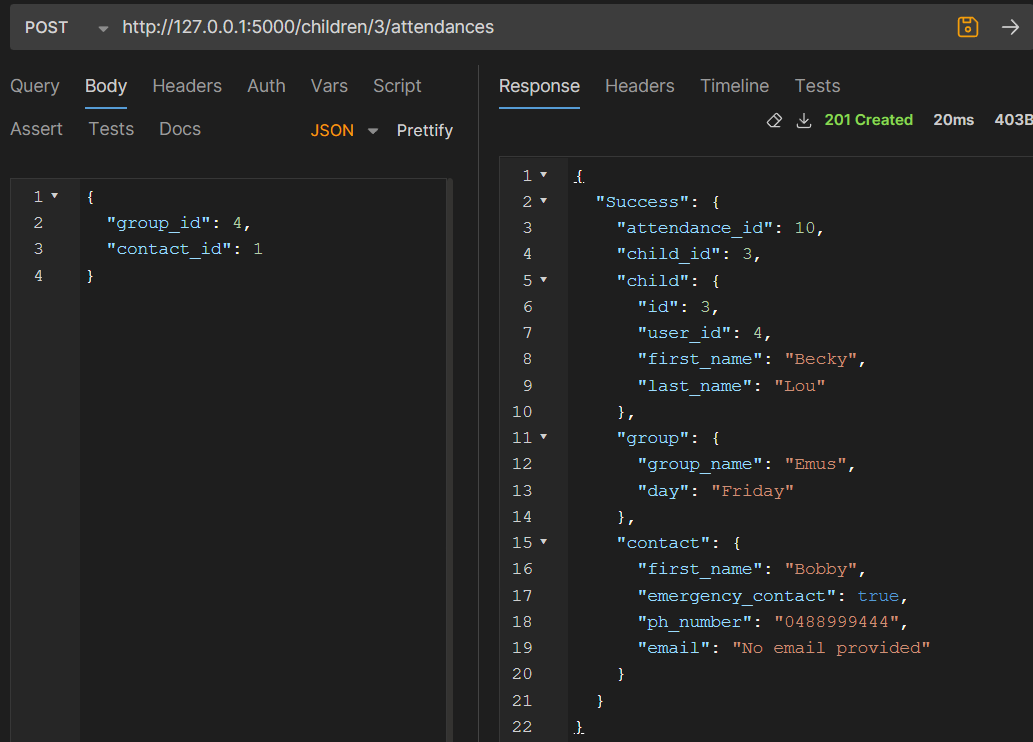 POST http://127.0.0.1:5000/children/3/attendances
Query Body Headers Auth Vars Script
Assert Tests Docs JSON Prettify
1 {
2 "group_id": 4,
3 "contact_id": 1
4 }
Response Headers Timeline Tests
201 Created 20ms 403B
1 {
2 "Success": {
3 "attendance_id": 10,
4 "child_id": 3,
5 "child": {
6 "id": 3,
7 "user_id": 4,
8 "first_name": "Becky",
9 "last_name": "Lou"
10 },
11 "group": {
12 "group_name": "Emus",
13 "day": "Friday"
14 },
15 "contact": {
16 "first_name": "Bobby",
17 "emergency_contact": true,
18 "ph_number": "0488999444",
19 "email": "No email provided"
20 }
21 }
22 }